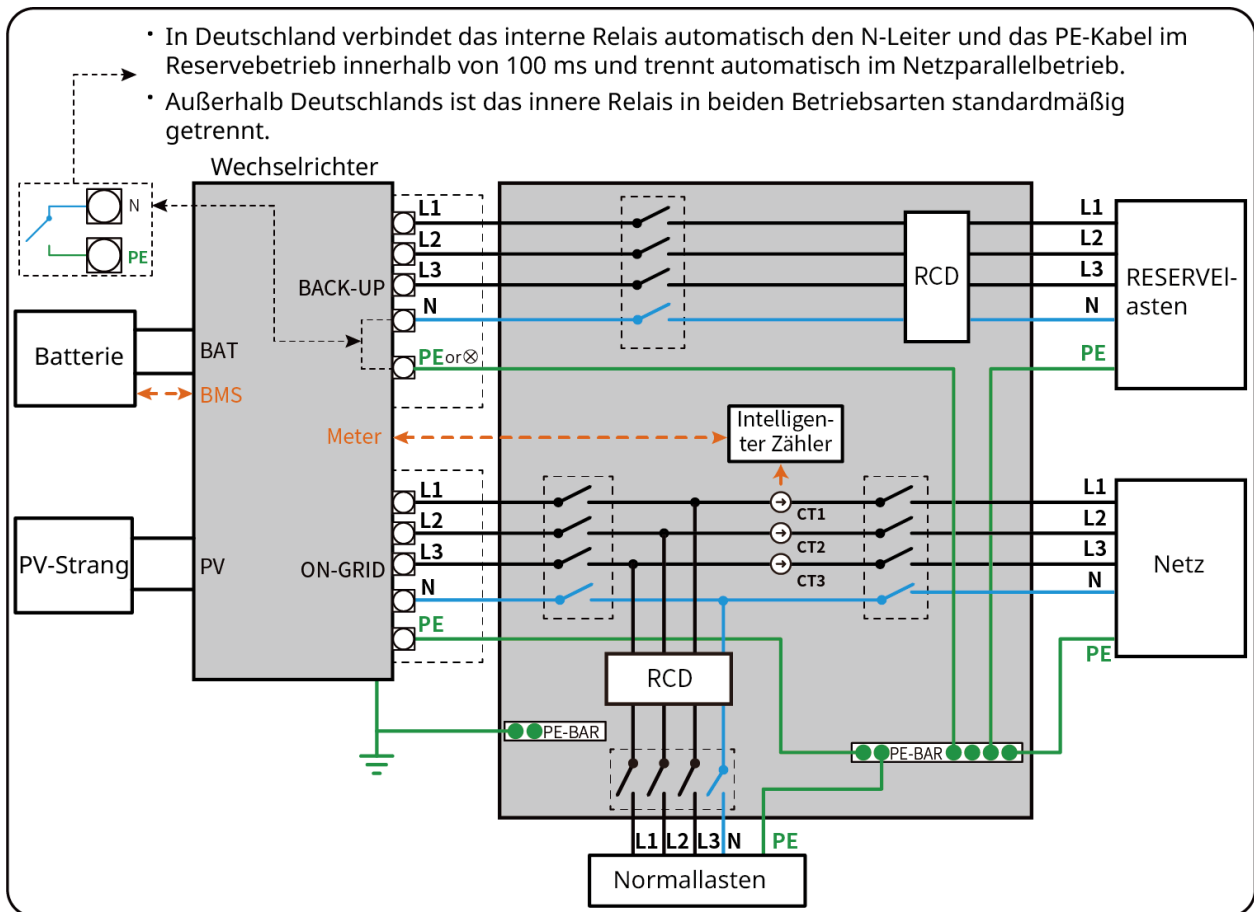 · In Deutschland verbindet das interne Relais automatisch den N-Leiter und das PE-Kabel im
Reservebetrieb innerhalb von 100 ms und trennt automatisch im Netzparallelbetrieb.
· Außerhalb Deutschlands ist das innere Relais in beiden Betriebsarten standardmäßig
getrennt.
Wechselrichter
N
PE
L1
L2
L3
N
PE or ⊗
BACK-UP
RCD
L1
L2
L3
N
PE
RESERVEl-
asten
Batterie
BAT
BMS
Meter
Intelligen-
ter Zähler
L1
L2
L3
N
PE
ON-GRID
CT1
CT2
CT3
L1
L2
L3
N
PE
Netz
PV-Strang
PV
RCD
PE-BAR
PE-BAR
L1 L2 L3 N PE
Normallasten